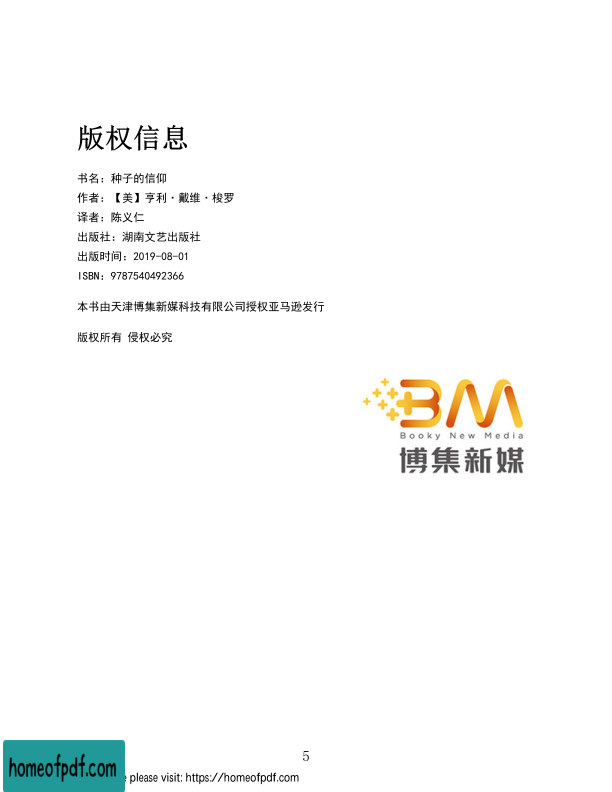 版权信息
书名：种子的信仰
作者：【美】亨利·戴维·梭罗
译者：陈义仁
出版社：湖南文艺出版社
出版时间：2019-08-01
ISBN：9787540492366
本书由天津博集新媒科技有限公司授权亚马逊发行
版权所有 侵权必究
BM
Booky New Media
博集新媒
5
homeofpdf.com
please visit: https://homeofpdf.com